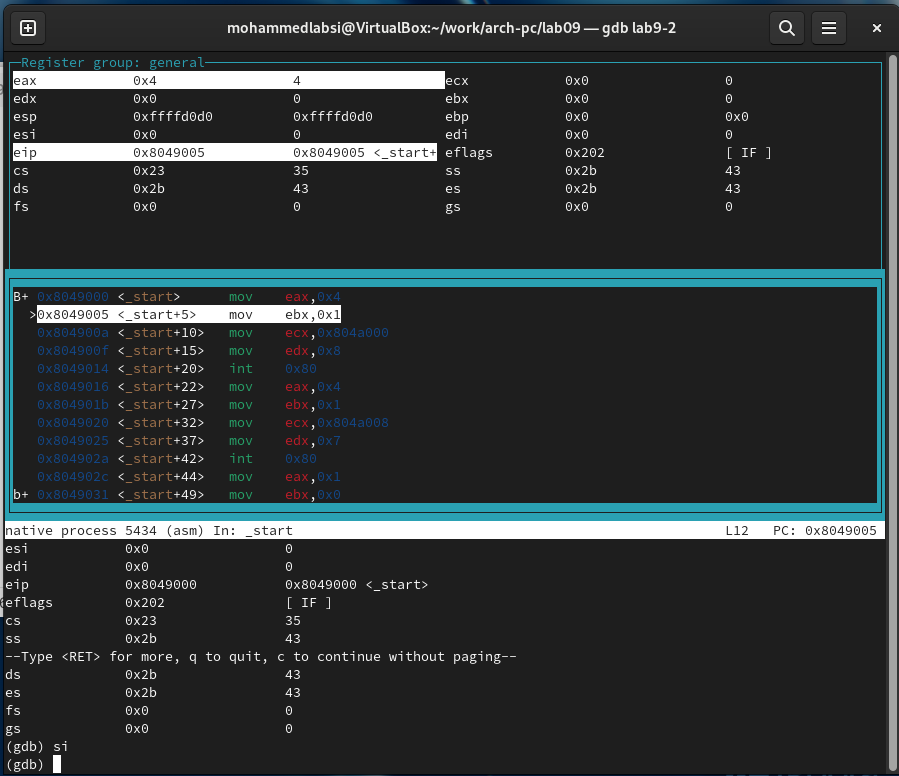 mohammedlabsi@VirtualBox:~/work/arch-pc/lab09 — gdb lab9-2
Register group: general
eax 0x4 4 ecx 0x0 0
edx 0x0 0 ebx 0x0 0
esp 0xffffd0d0 0xffffd0d0 ebp 0x0 0x0
esi 0x0 0 edi 0x0 0
eip 0x8049005 0x8049005 <_start+ eflags 0x202 [ IF ]
cs 0x23 35 ss 0x2b 43
ds 0x2b 43 es 0x2b 43
fs 0x0 0 gs 0x0 0
B+ 0x8049000 <_start> mov eax,0x4
>0x8049005 <_start+5> mov ebx,0x1
0x804900a <_start+10> mov ecx,0x804a000
0x804900f <_start+15> mov edx,0x8
0x8049014 <_start+20> int 0x80
0x8049016 <_start+22> mov eax,0x4
0x804901b <_start+27> mov ebx,0x1
0x8049020 <_start+32> mov ecx,0x804a008
0x8049025 <_start+37> mov edx,0x7
0x804902a <_start+42> int 0x80
0x804902c <_start+44> mov eax,0x1
b+ 0x8049031 <_start+49> mov ebx,0x0
native process 5434 (asm) In: _start L12 PC: 0x8049005
esi 0x0 0
edi 0x0 0
eip 0x8049000 0x8049000 <_start>
eflags 0x202 [ IF ]
cs 0x23 35
ss 0x2b 43
--Type <RET> for more, q to quit, c to continue without paging--
ds 0x2b 43
es 0x2b 43
fs 0x0 0
gs 0x0 0
(gdb) si
(gdb)